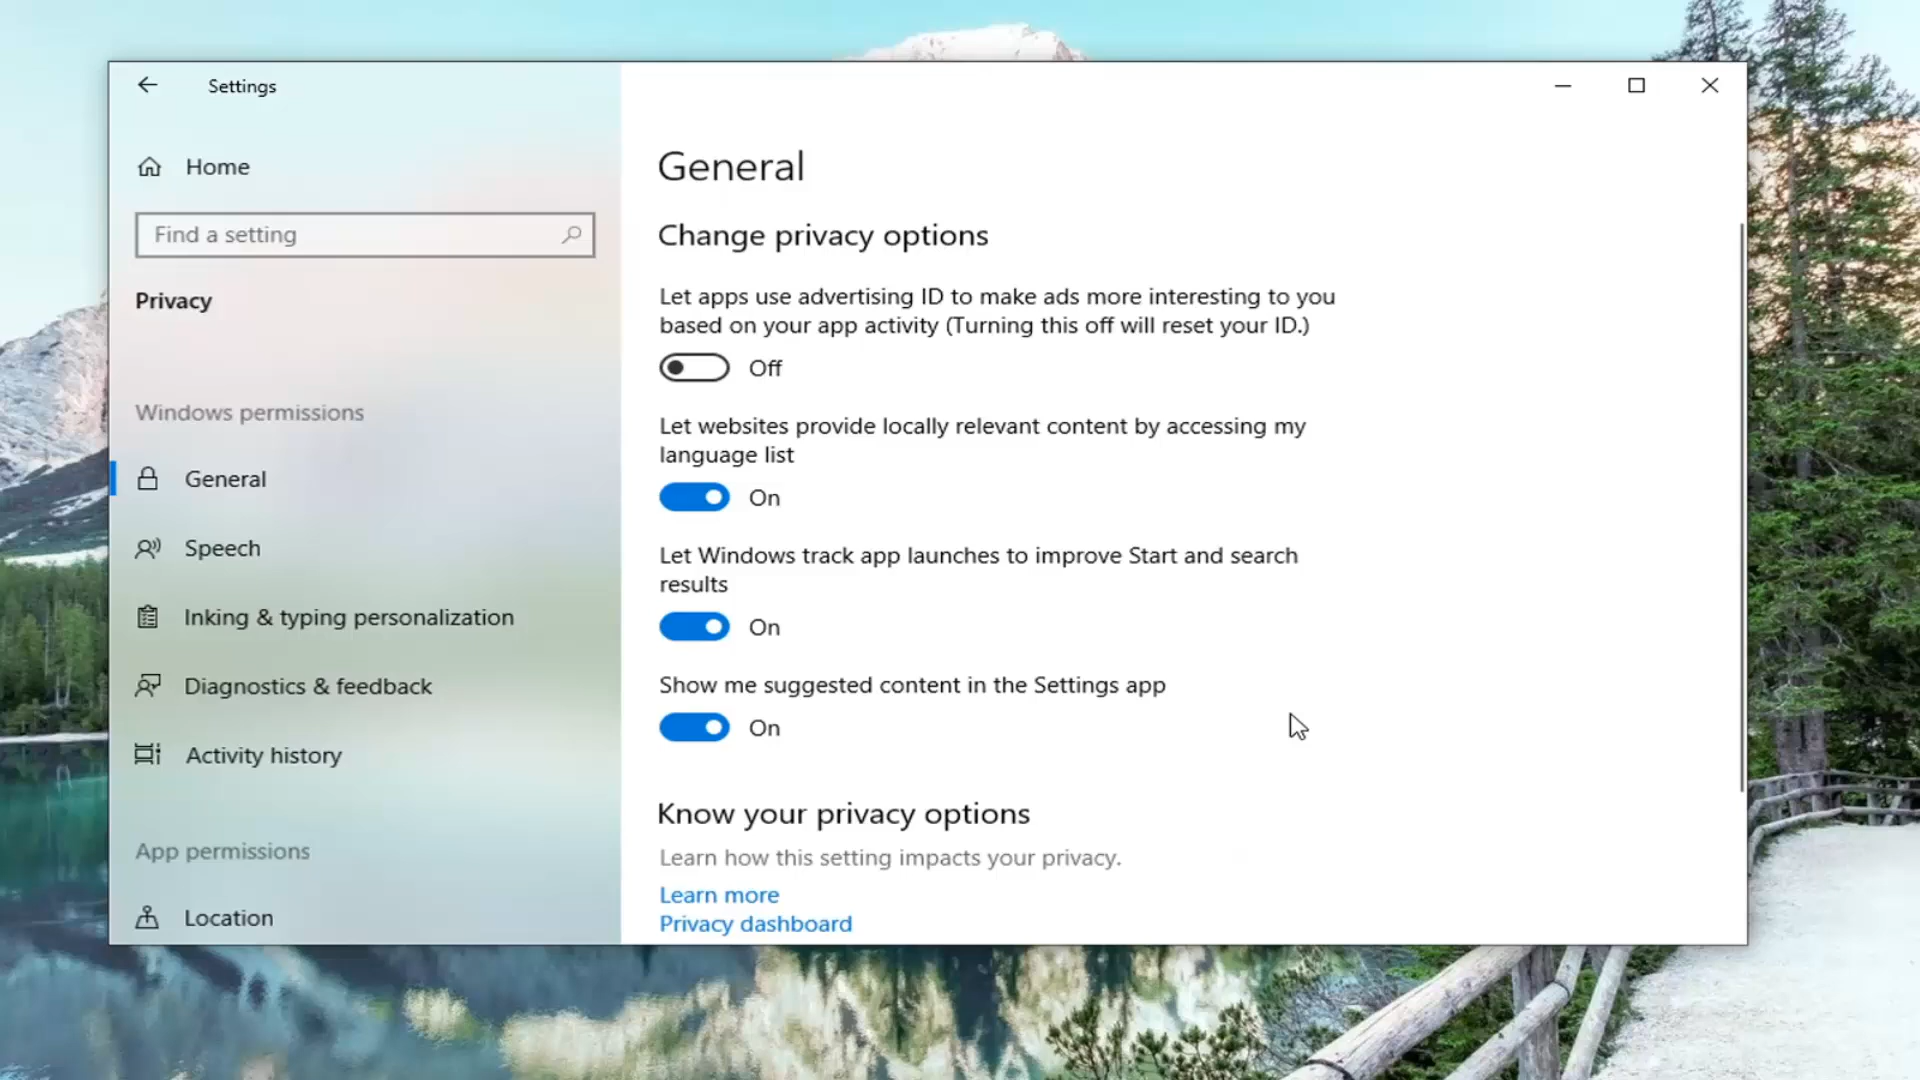 Settings
Home
Find a setting
Privacy
Windows permissions
General
Speech
Inking & typing personalization
Diagnostics & feedback
Activity history
App permissions
Location
General
Change privacy options
Let apps use advertising ID to make ads more interesting to you
based on your app activity (Turning this off will reset your ID.)
Off
Let websites provide locally relevant content by accessing my
language list
On
Let Windows track app launches to improve Start and search
results
On
Show me suggested content in the Settings app
On
Know your privacy options
Learn how this setting impacts your privacy.
Learn more
Privacy dashboard